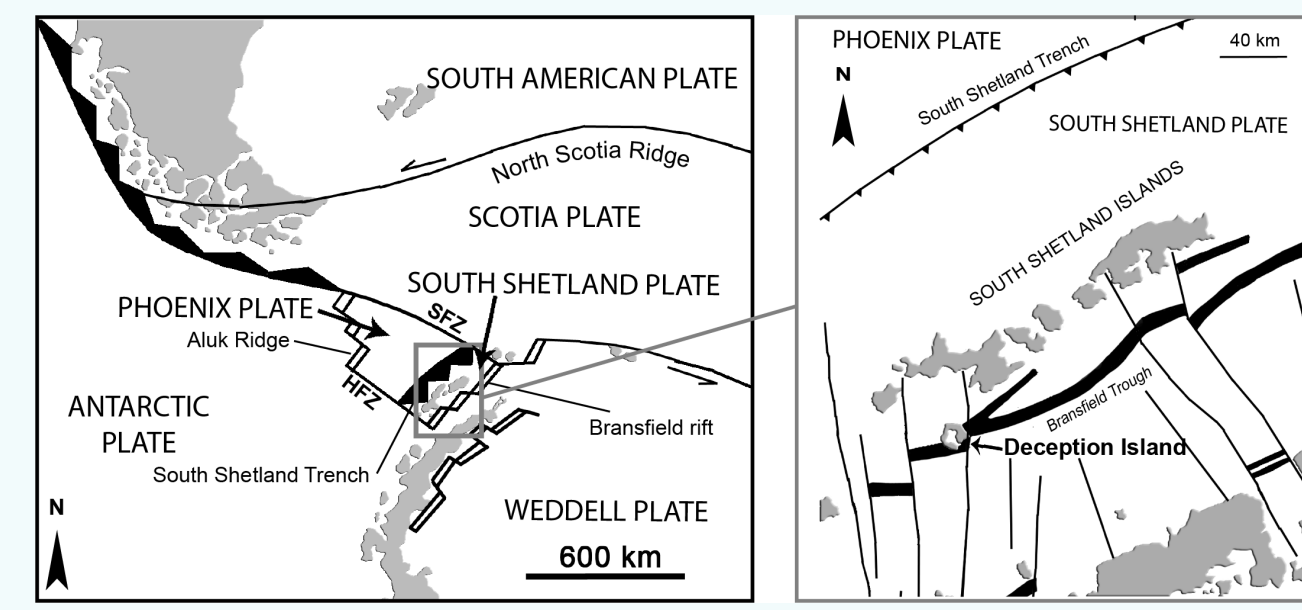 SOUTH AMERICAN PLATE
North Scotia Ridge
SCOTIA PLATE
SOUTH SHETLAND PLATE
PHOENIX PLATE
SFZ
Aluk Ridge
HFZ
ANTARCTIC
PLATE
Bransfield rift
South Shetland Trench
WEDDELL PLATE
N
600 km
PHOENIX PLATE
40 km
N
South Shetland Trench
SOUTH SHETLAND PLATE
SOUTH SHETLAND ISLANDS
Bransfield Trough
Deception Island